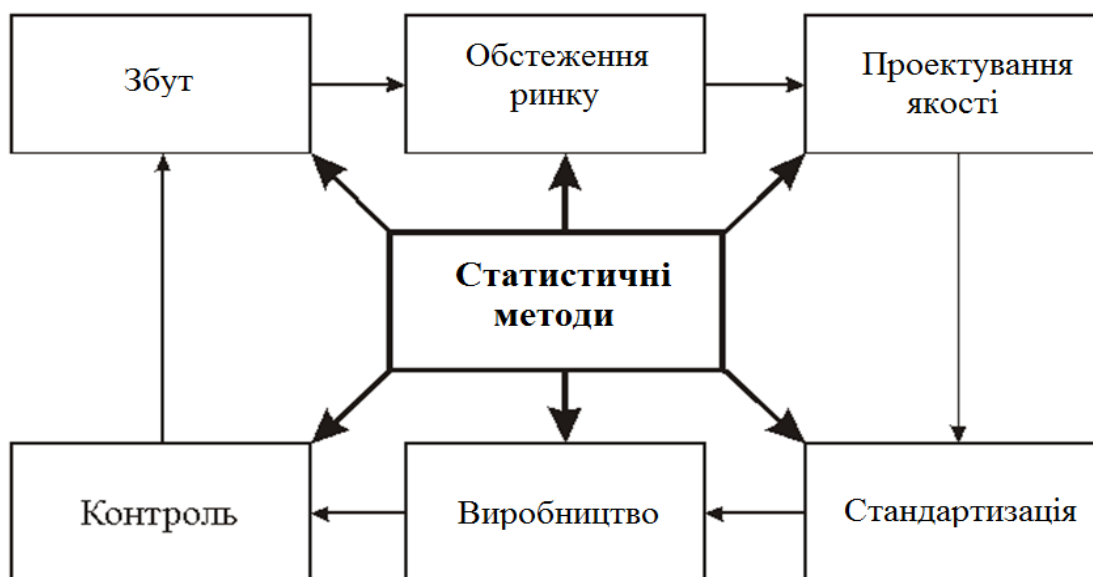 Збут
Обстеження
ринку
Проектування
якості
Статистичні
методи
Контроль
Виробництво
Стандартизація